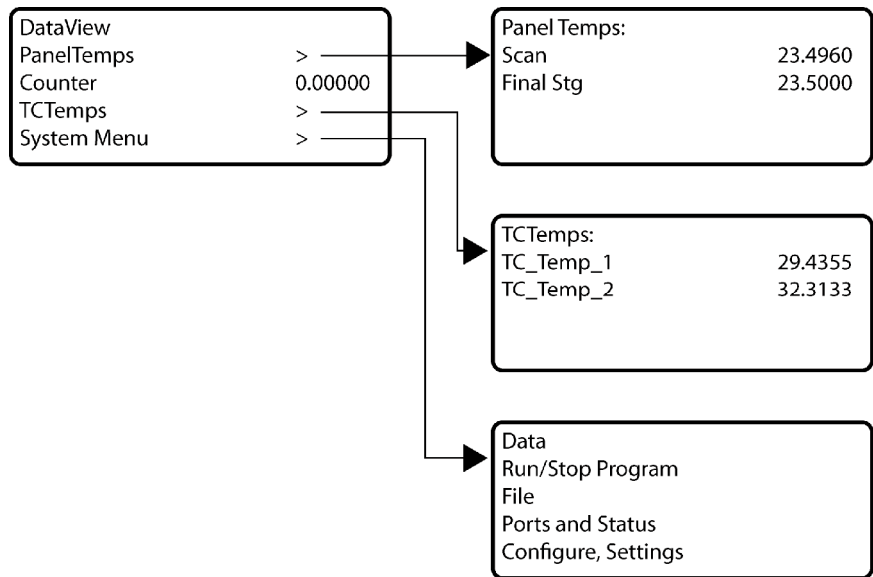 DataView
PanelTemps >
Counter 0.00000
TCTemps >
System Menu >
Panel Temps:
Scan 23.4960
Final Stg 23.5000
TCTemps:
TC_Temp_1 29.4355
TC_Temp_2 32.3133
Data
Run/Stop Program
File
Ports and Status
Configure, Settings